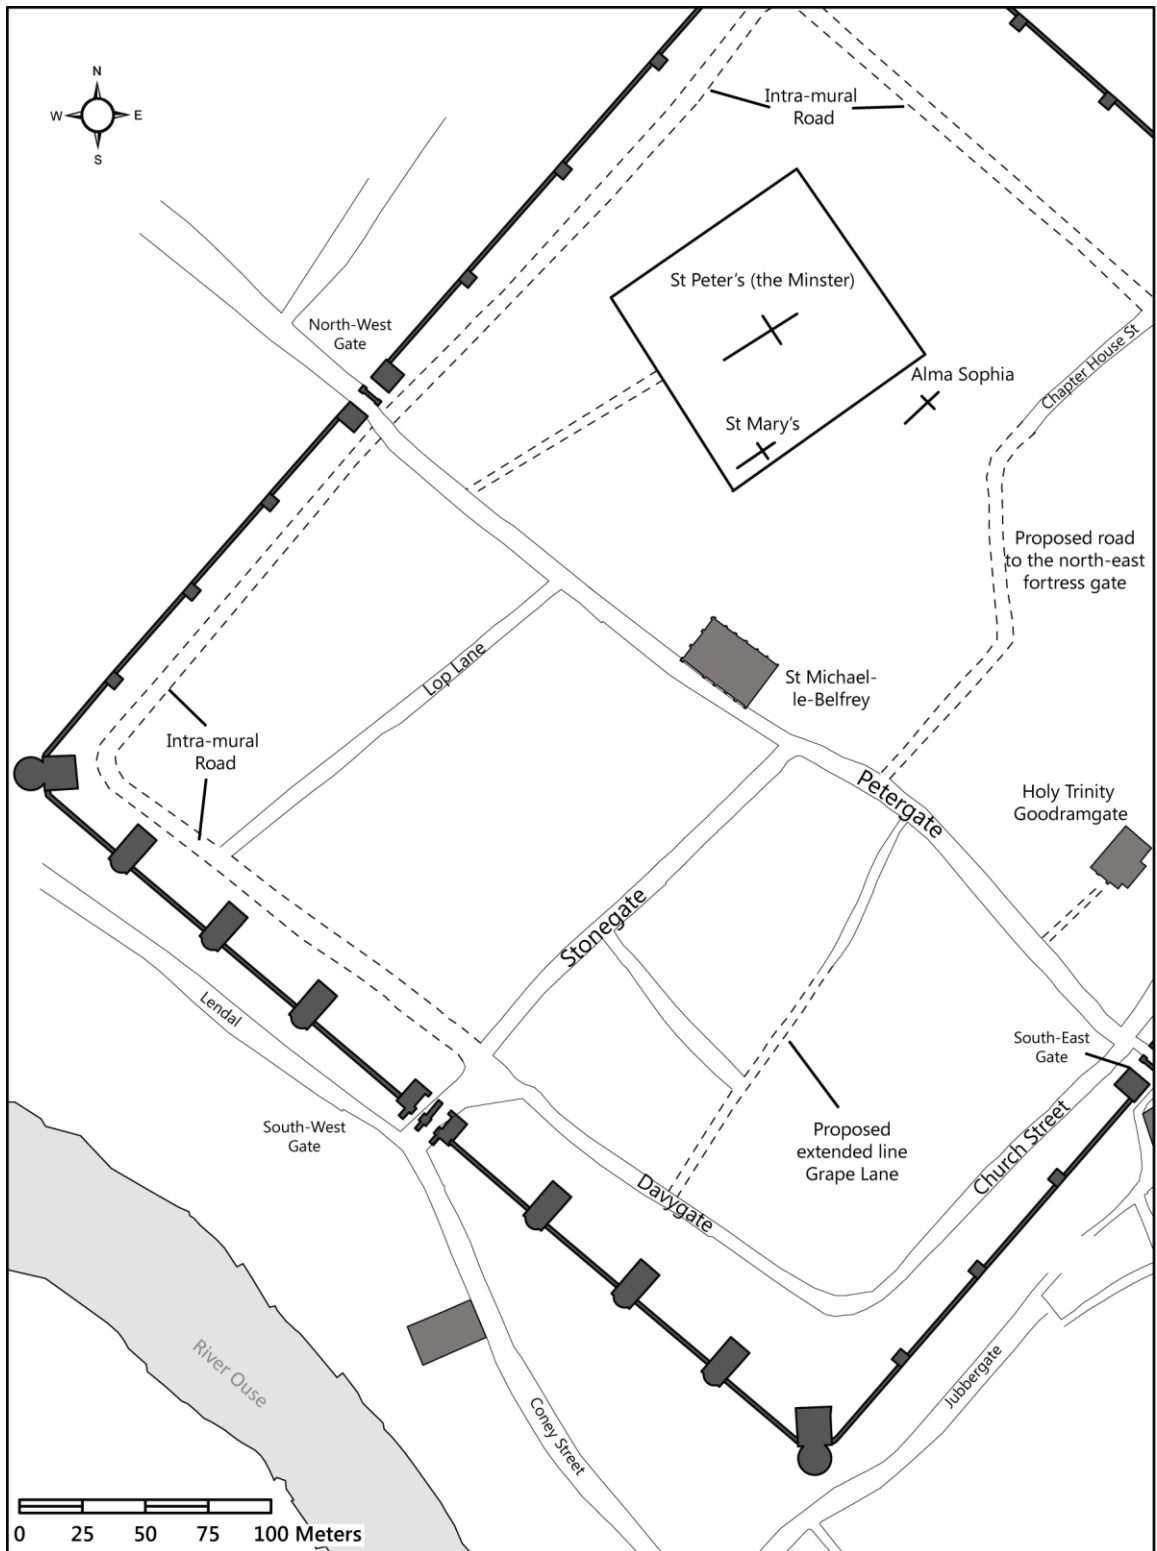 N
W E
S
Intra-mural
Road
St Peter's (the Minster)
North-West
Gate
Chapter House St
Alma Sophia
St Mary's
Proposed road
to the north-east
fortress gate
Lop Lane
St Michael-
le-Belfrey
Intra-mural
Road
Petergate
Holy Trinity
Goodramgate
Stonegate
Lendal
South-East
Gate
South-West
Gate
Proposed
extended line
Grape Lane
Church Street
Davygate
River Ouse
Jubbergate
Coney Street
0 25 50 75 100 Meters